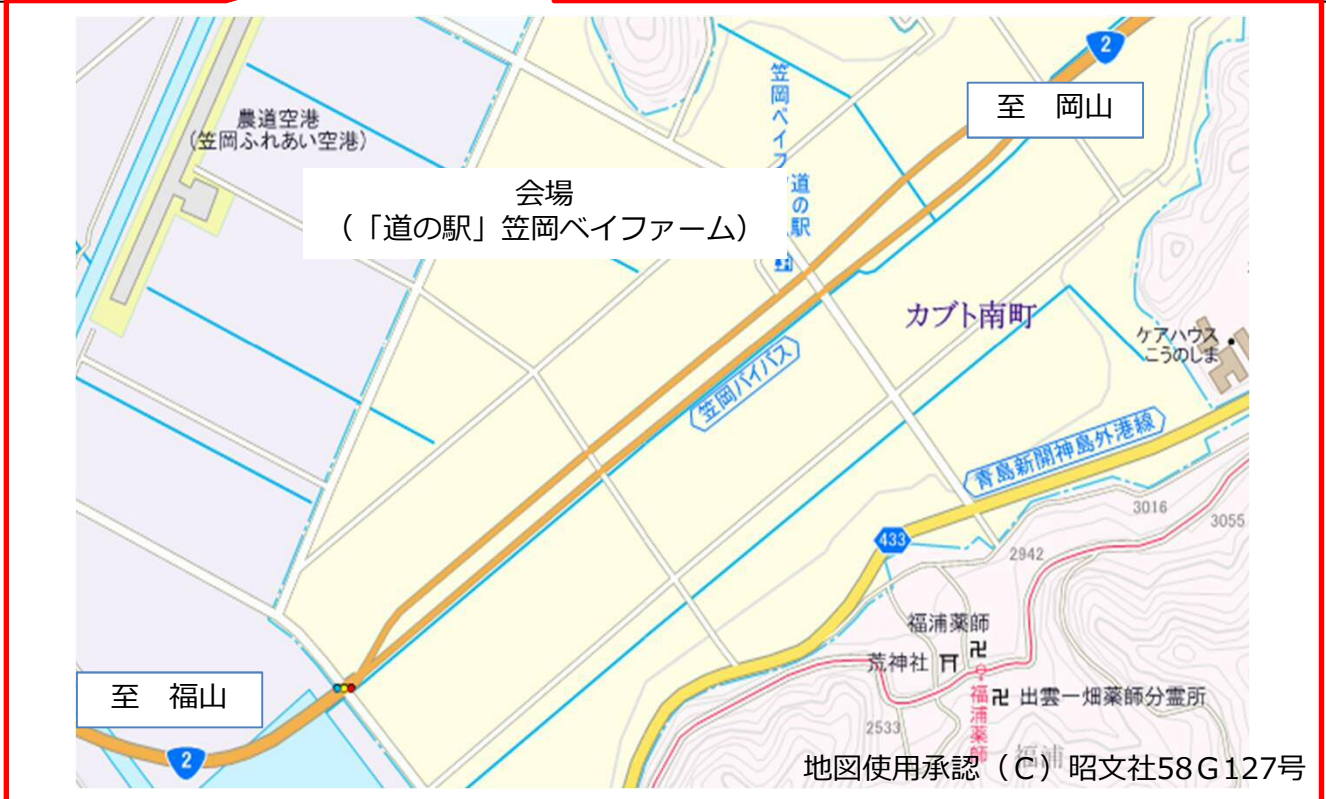 2
至 岡山
笠岡ベイフ
道の駅
農道空港
(笠岡ふれあい空港)
会場
（「道の駅」笠岡ベイファーム）
カブト南町
ケアハウス
こうのしま
笠岡バイパス
青島新開神島外港線
3016
3055
433
2942
福浦薬師
荒神社
福浦薬師
出雲一畑薬師分霊所
至 福山
2533
2
福浦
地図使用承認（C）昭文社58G127号